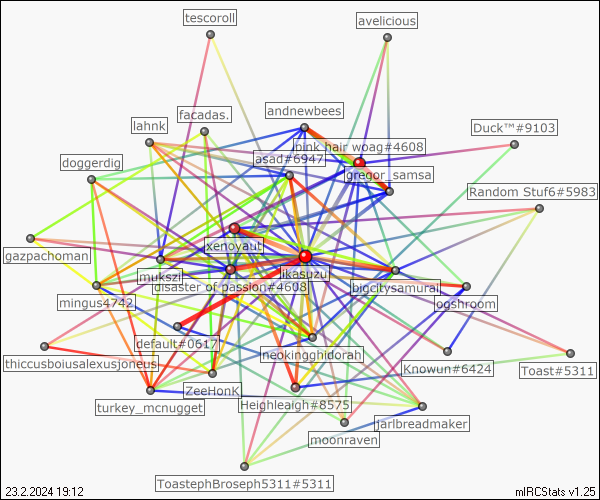 tescoroll
avelicious
andnewbees
facadas.
lahnk
Duck™#9103
pink hair woag#4608
asad#6947
doggerdig
gregor_samsa
Random Stuf6#5983
xenoyaut
gazpachoman
mukszi
likasuzu
disaster of passion#4608
bigcitysamurai
mingus4742
ogshroom
default#0617
neokingghidorah
thiccusboiusalexusjoneus
Knowun#6424
Toast#5311
ZeeHonK
turkey_mcnugget
Heighleaigh#8575
jarlbreadmaker
moonraven
ToastephBroseph5311#5311
23.2.2024 19:12
mIRCStats v1.25